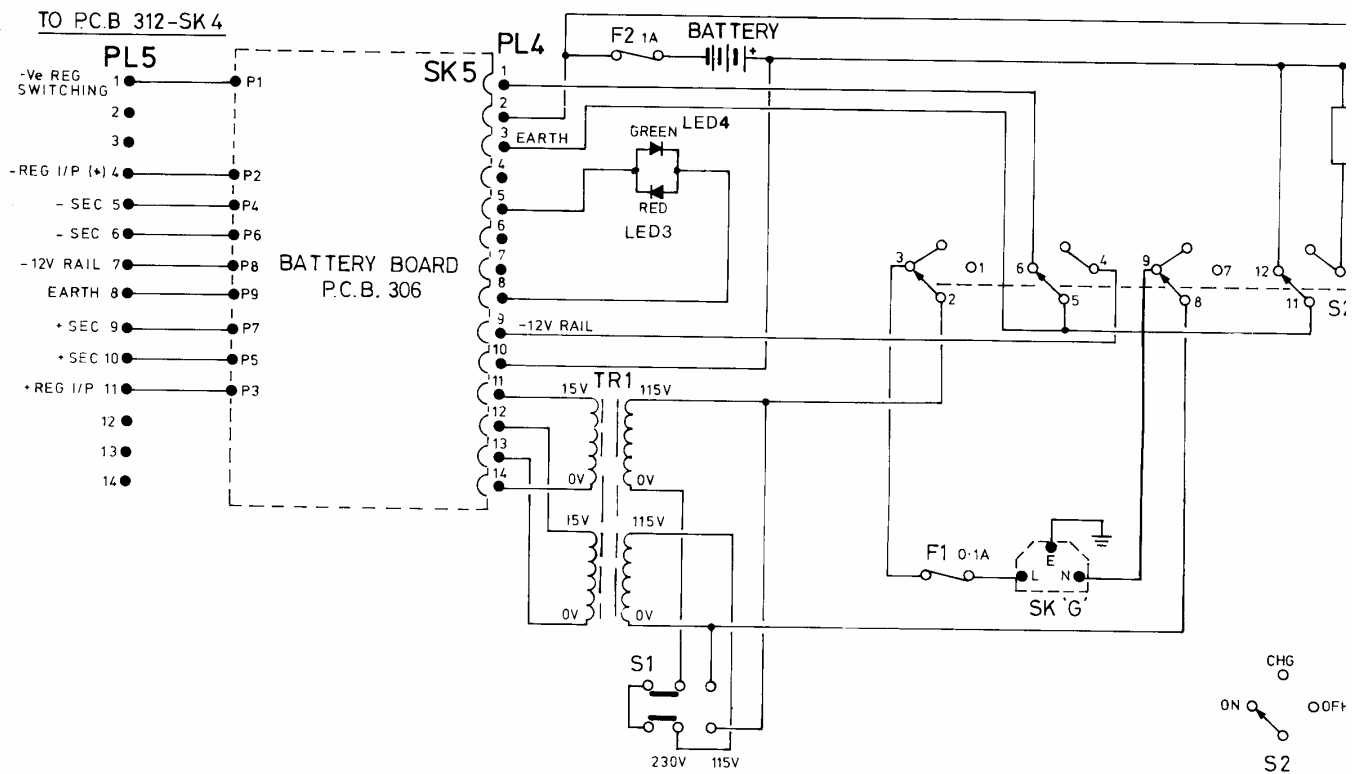 TO P.C.B 312-SK4
PL5
-Ve REG
SWITCHING
1
2
3
-REG I/P (+) 4
- SEC 5
- SEC 6
-12V RAIL 7
EARTH 8
+ SEC 9
+ SEC 10
+ REG I/P 11
12
13
14
P1
P2
P4
P6
P8
P9
P7
P5
P3
BATTERY BOARD
P.C.B. 306
SK5
PL4
1
2
3
4
5
6
7
8
9
10
11
12
13
14
EARTH
-12V RAIL
F2 1A
BATTERY
+
LED4
GREEN
RED
LED3
3
1
2
6
4
5
9
7
8
12
11
S2
TR1
15V
115V
0V
0V
15V
115V
0V
0V
F1 0·1A
E
L
N
SK 'G'
S1
230V
115V
CHG
ON
S2